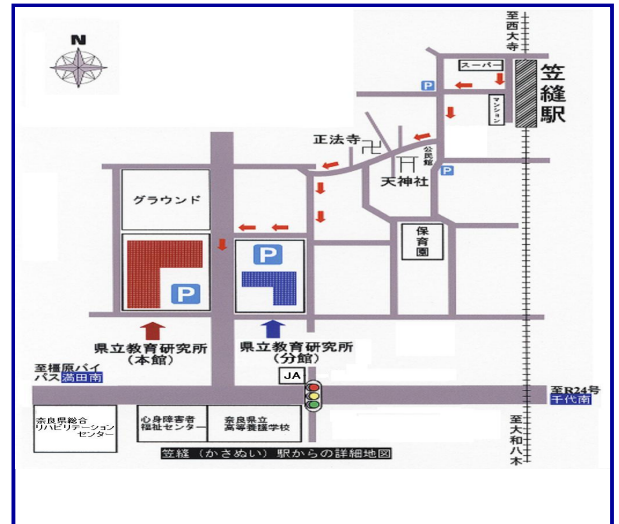 N
至西大寺
スーパー
P
マンション
笠縫駅
正法寺
卍
公民館
天神社
P
グラウンド
保育園
P
P
県立教育研究所
(本館)
県立教育研究所
(分館)
至橿原バイ
パス満田南
JA
至R24号
千代南
奈良県総合
リハビリテーション
センター
心身障害者
福祉センター
奈良県立
高等養護学校
至大和八木
笠縫(かさぬい)駅からの詳細地図